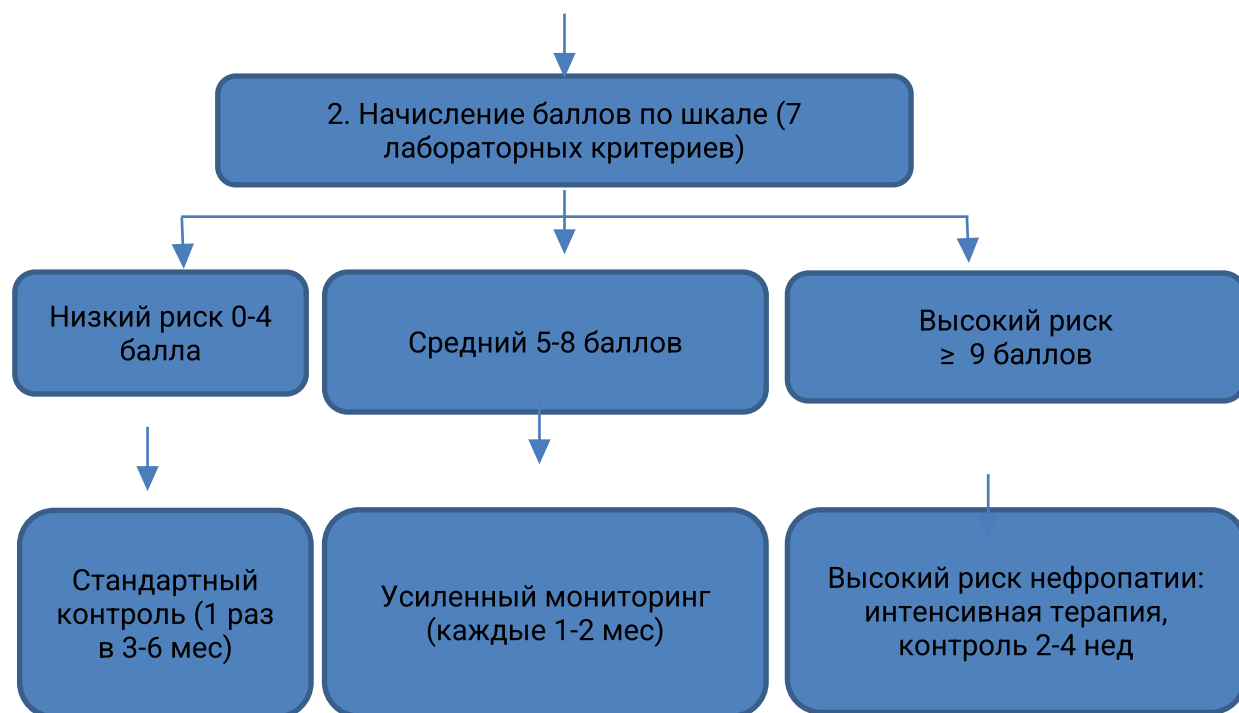 2. Начисление баллов по шкале (7
лабораторных критериев)
Низкий риск 0-4
балла
Средний 5-8 баллов
Высокий риск
≥ 9 баллов
Стандартный
контроль (1 раз
в 3-6 мес)
Усиленный мониторинг
(каждые 1-2 мес)
Высокий риск нефропатии:
интенсивная терапия,
контроль 2-4 нед